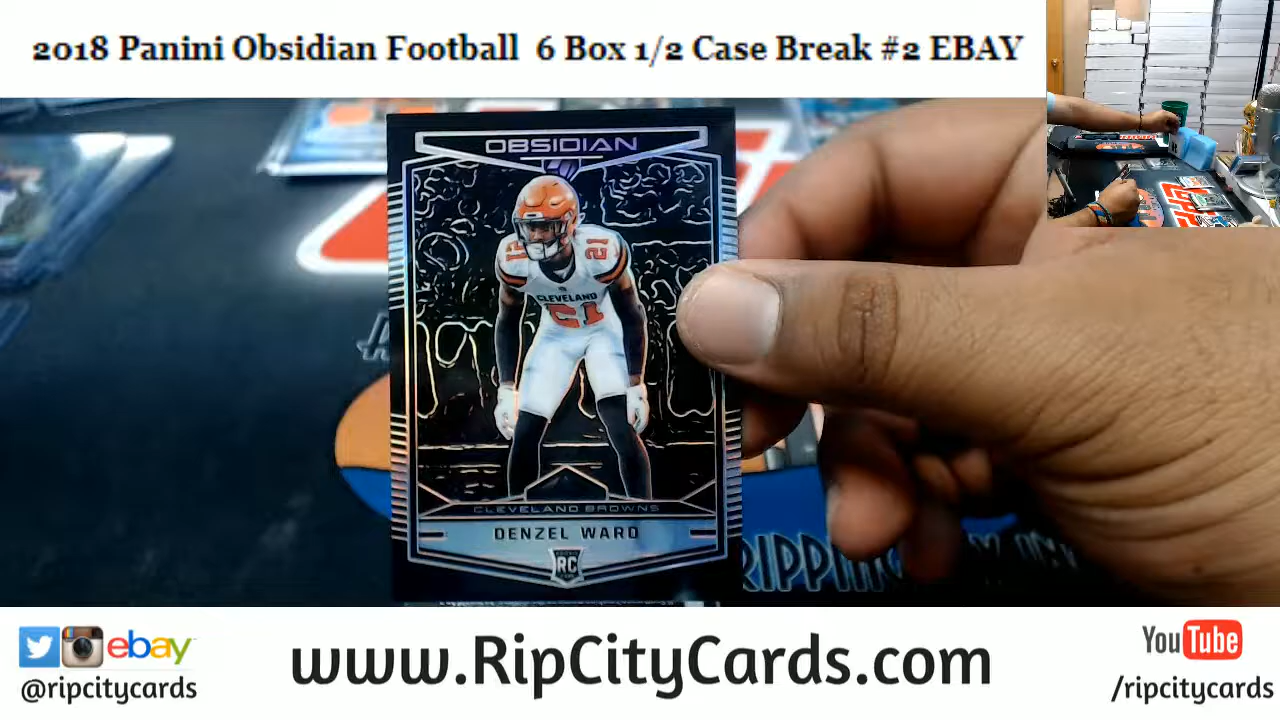 2018 Panini Obsidian Football 6 Box 1/2 Case Break #2 EBAY
OBSIDIAN
21
21
CLEVELAND
21
CLEVELAND BROWNS
DENZEL WARD
RC
ebay
@ripcitycards
www.RipCityCards.com
YouTube
/ripcitycards